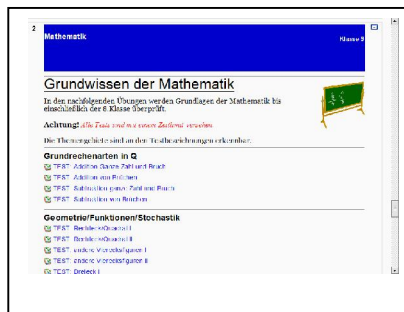 2
Mathematik
Klasse 9
Grundwissen der Mathematik
In den nachfolgenden Übungen werden Grundlagen der Mathematik bis
einschließlich der 8.Klasse überprüft.
Achtung! Alle Tests sind mit einem Zeitlimit versehen
Die Themengebiete sind an den Testbezeichnungen erkennbar.
Grundrechenarten in Q
TEST: Addition Ganze Zahl und Bruch
TEST: Addition von Brüchen
TEST: Subtraktion ganze Zahl und Bruch
TEST: Subtraktion von Brüchen
Geometrie/Funktionen/Stochastik
TEST: Rechteck/Quadrat I
TEST: Rechteck/Quadrat II
TEST: andere Vierecksfiguren I
TEST: andere Vierecksfiguren II
TEST: Dreieck I